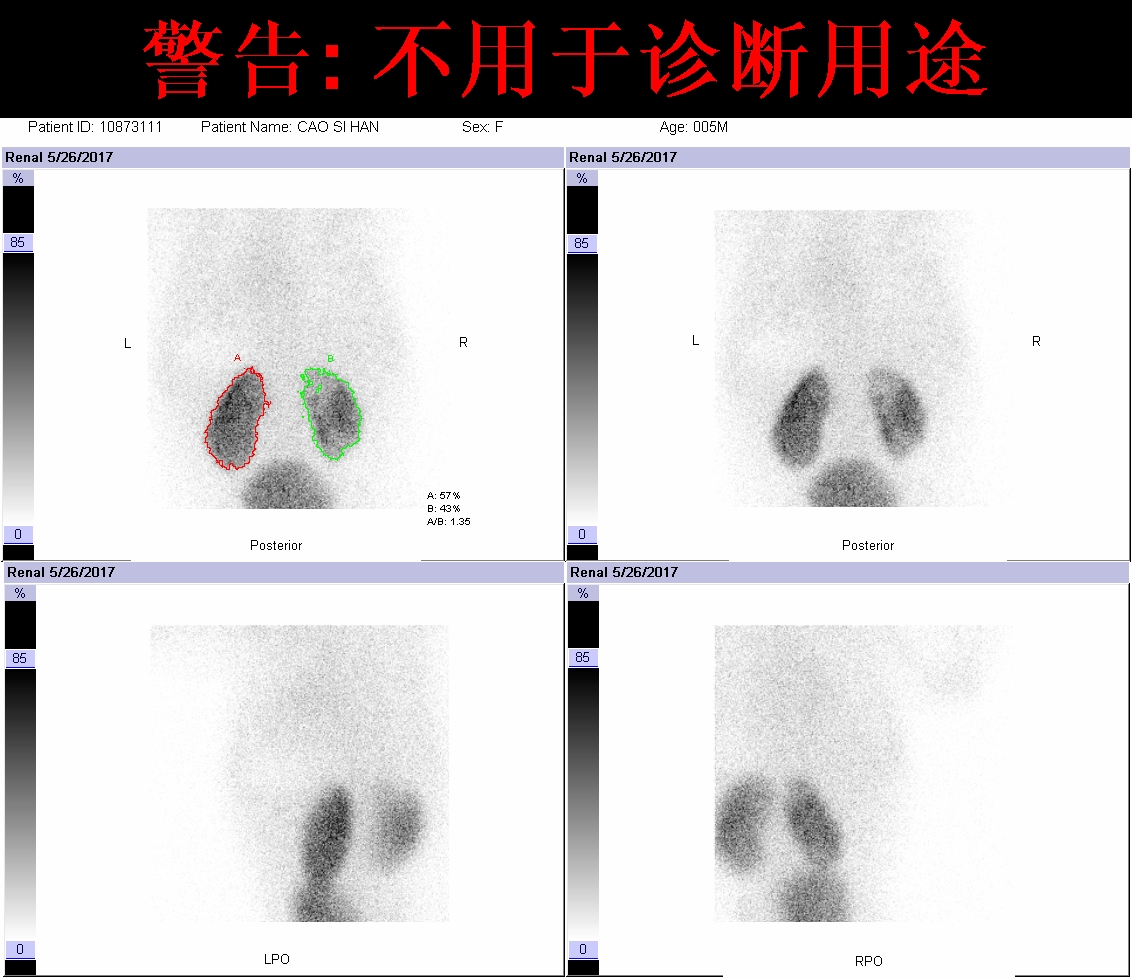 警告: 不用于诊断用途
Patient ID: 10873111 Patient Name: CAO SI HAN Sex: F Age: 005M
Renal 5/26/2017
%
85
0
L
R
A
B
A: 57%
B: 43%
A/B: 1.35
Posterior
Renal 5/26/2017
%
85
0
L
R
Posterior
Renal 5/26/2017
%
85
0
LPO
Renal 5/26/2017
%
85
0
RPO